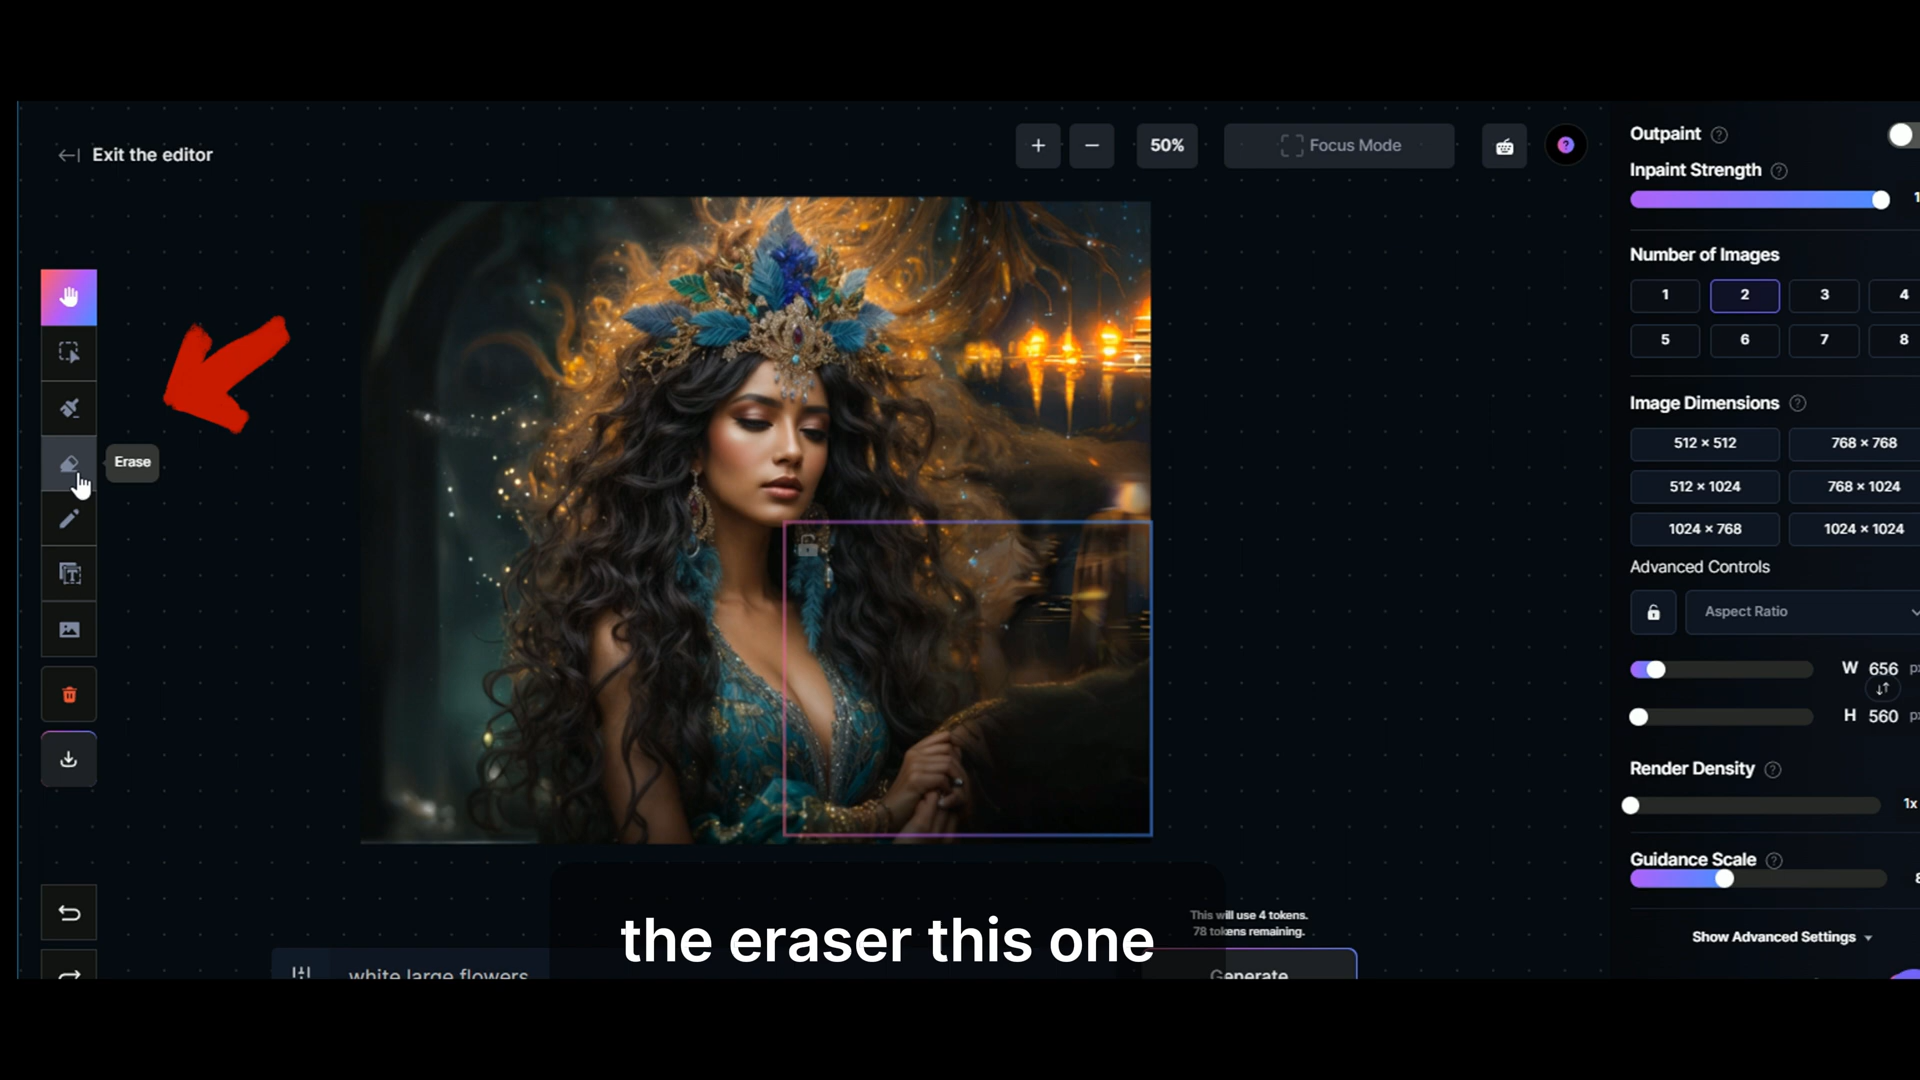 Exit the editor
50%
Focus Mode
Outpaint
Inpaint Strength
Number of Images
1 2 3 4
5 6 7 8
Erase
Image Dimensions
512 × 512 768 × 768
512 × 1024 768 × 1024
1024 × 768 1024 × 1024
Advanced Controls
Aspect Ratio
W 656
H 560
Render Density
1x
Guidance Scale
This will use 4 tokens.
78 tokens remaining.
Show Advanced Settings
the eraser this one
white large flowers
Generate